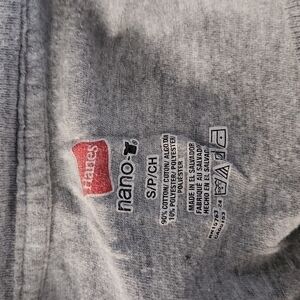 Hanes
nano-T.
S/P/CH
90% COTTON/ COTON/ ALGODÓN
10% POLYESTER/ POLYESTER/
POLIESTER
MADE IN EL SALVADOR
FABRIQUÉ AU SALVADOR
HECHO EN EL SALVADOR